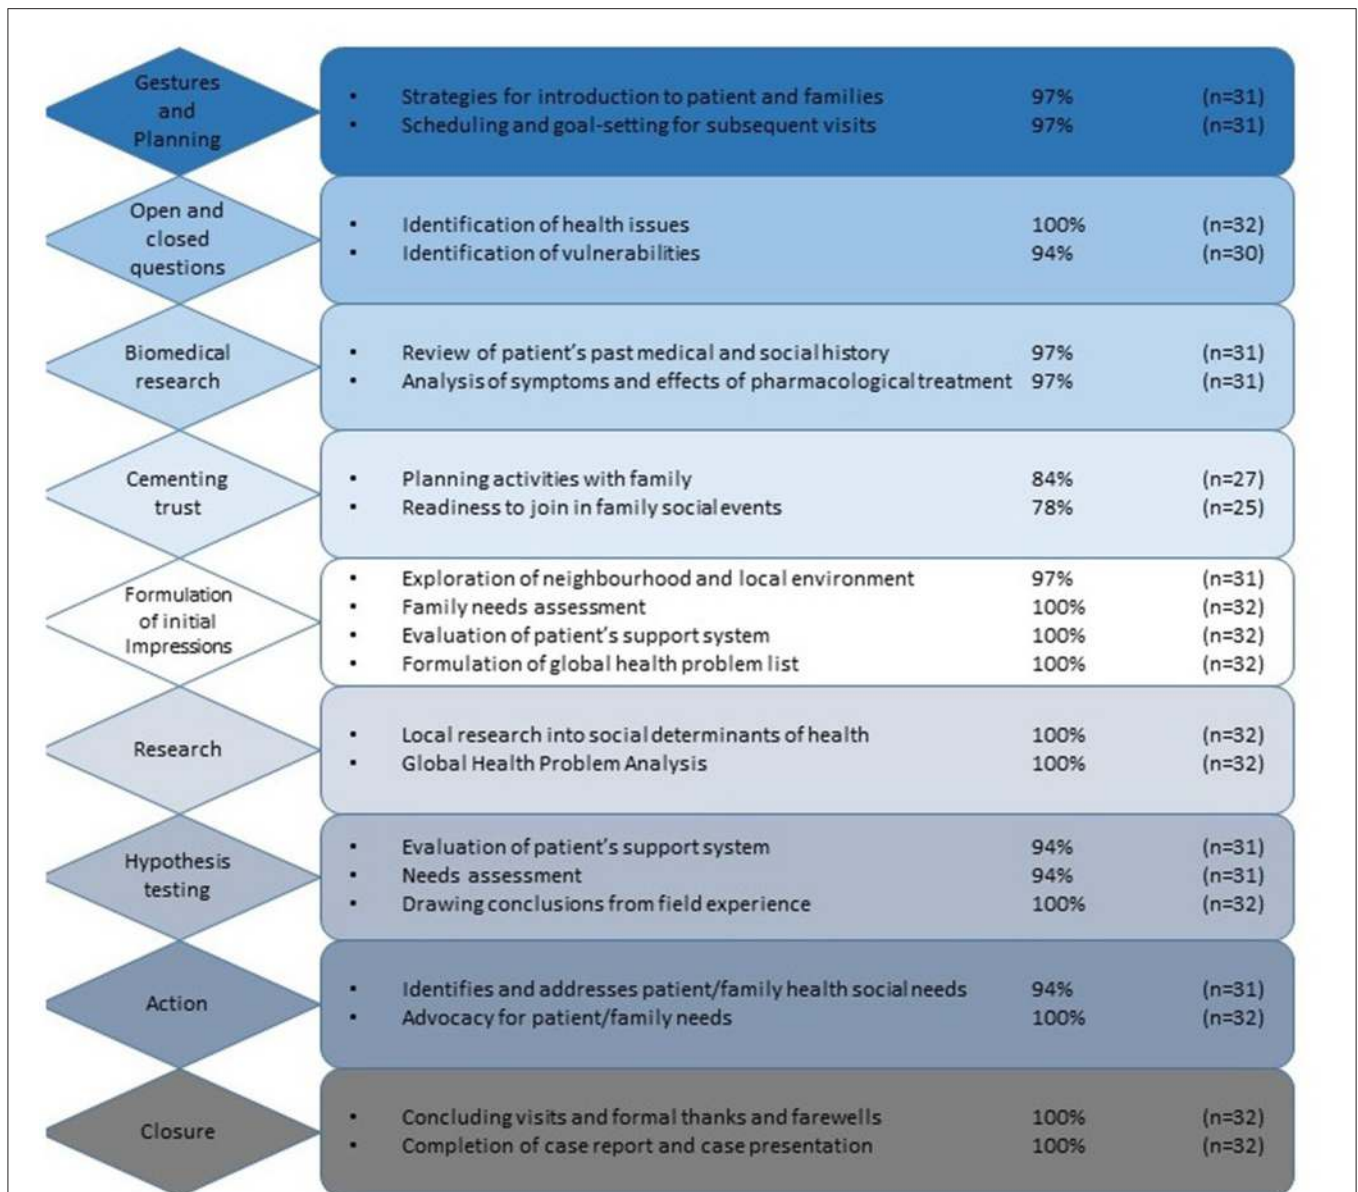 Gestures
and
Planning
• Strategies for introduction to patient and families 97% (n=31)
• Scheduling and goal-setting for subsequent visits 97% (n=31)
Open and
closed
questions
• Identification of health issues 100% (n=32)
• Identification of vulnerabilities 94% (n=30)
Biomedical
research
• Review of patient’s past medical and social history 97% (n=31)
• Analysis of symptoms and effects of pharmacological treatment 97% (n=31)
Cementing
trust
• Planning activities with family 84% (n=27)
• Readiness to join in family social events 78% (n=25)
Formulation
of initial
Impressions
• Exploration of neighbourhood and local environment 97% (n=31)
• Family needs assessment 100% (n=32)
• Evaluation of patient’s support system 100% (n=32)
• Formulation of global health problem list 100% (n=32)
Research
• Local research into social determinants of health 100% (n=32)
• Global Health Problem Analysis 100% (n=32)
Hypothesis
testing
• Evaluation of patient’s support system 94% (n=31)
• Needs assessment 94% (n=31)
• Drawing conclusions from field experience 100% (n=32)
Action
• Identifies and addresses patient/family health social needs 94% (n=31)
• Advocacy for patient/family needs 100% (n=32)
Closure
• Concluding visits and formal thanks and farewells 100% (n=32)
• Completion of case report and case presentation 100% (n=32)